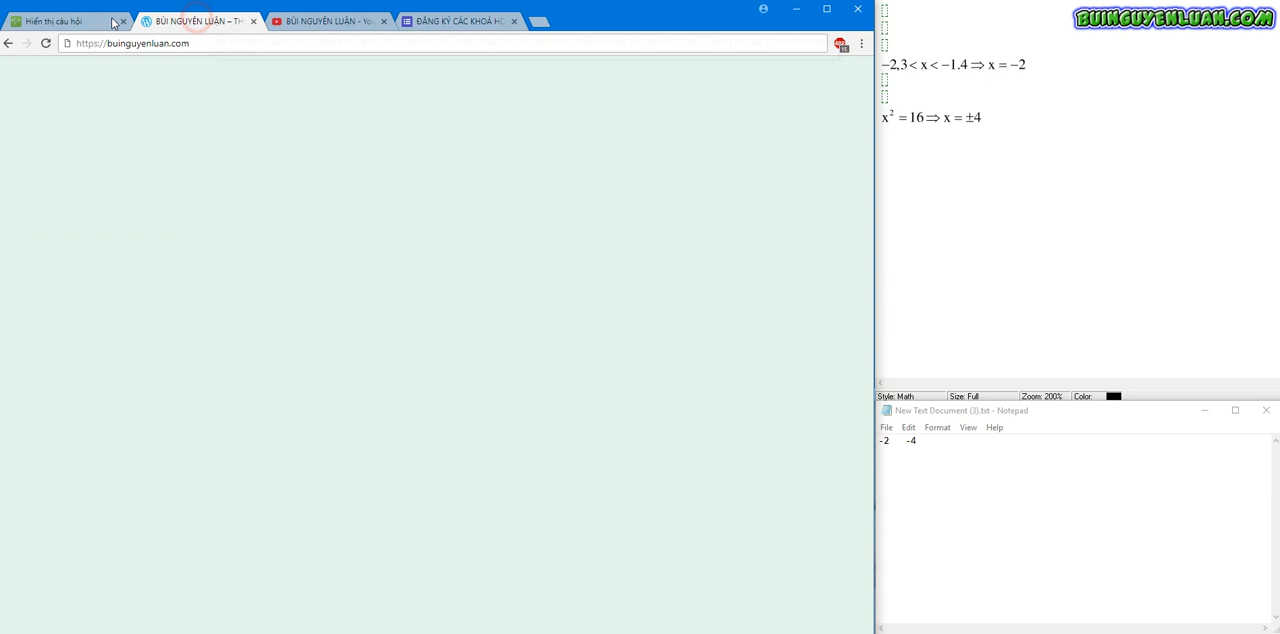 Hiển thị câu hỏi
BÙI NGUYÊN LUÂN – TH
BÙI NGUYÊN LUÂN - You
ĐĂNG KÝ CÁC KHOÁ HỌ
https://buinguyenluan.com
15
BUINGUYENLUAN.COM
−2,3 < x < −1.4 ⇒ x = −2
x² = 16 ⇒ x = ±4
Style: Math Size: Full Zoom: 200% Color:
New Text Document (3).txt - Notepad
File Edit Format View Help
-2 -4